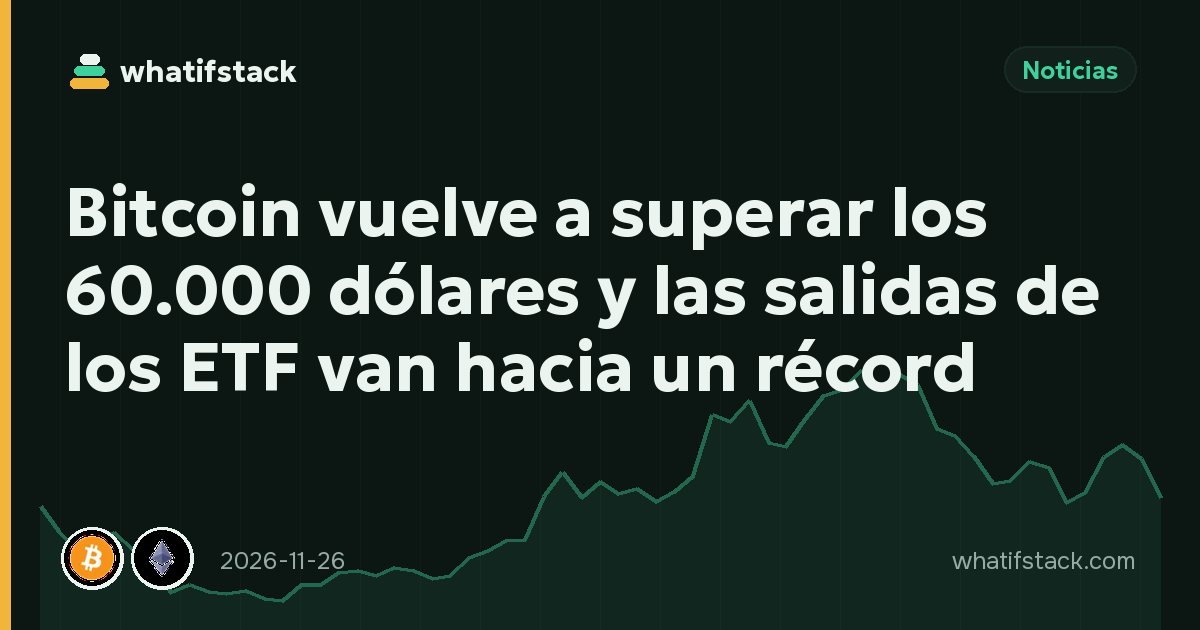 whatifstack
Noticias
Bitcoin vuelve a superar los
60.000 dólares y las salidas de
los ETF van hacia un récord
2026-11-26
whatifstack.com